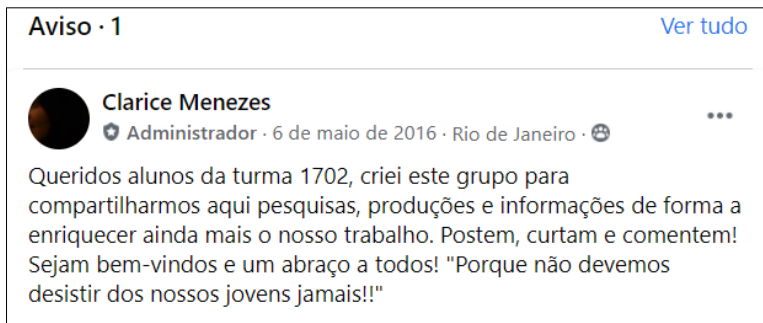 Aviso · 1
Ver tudo
Clarice Menezes
Administrador · 6 de maio de 2016 · Rio de Janeiro ·
Queridos alunos da turma 1702, criei este grupo para
compartilharmos aqui pesquisas, produções e informações de forma a
enriquecer ainda mais o nosso trabalho. Postem, curtam e comentem!
Sejam bem-vindos e um abraço a todos! "Porque não devemos
desistir dos nossos jovens jamais!!"